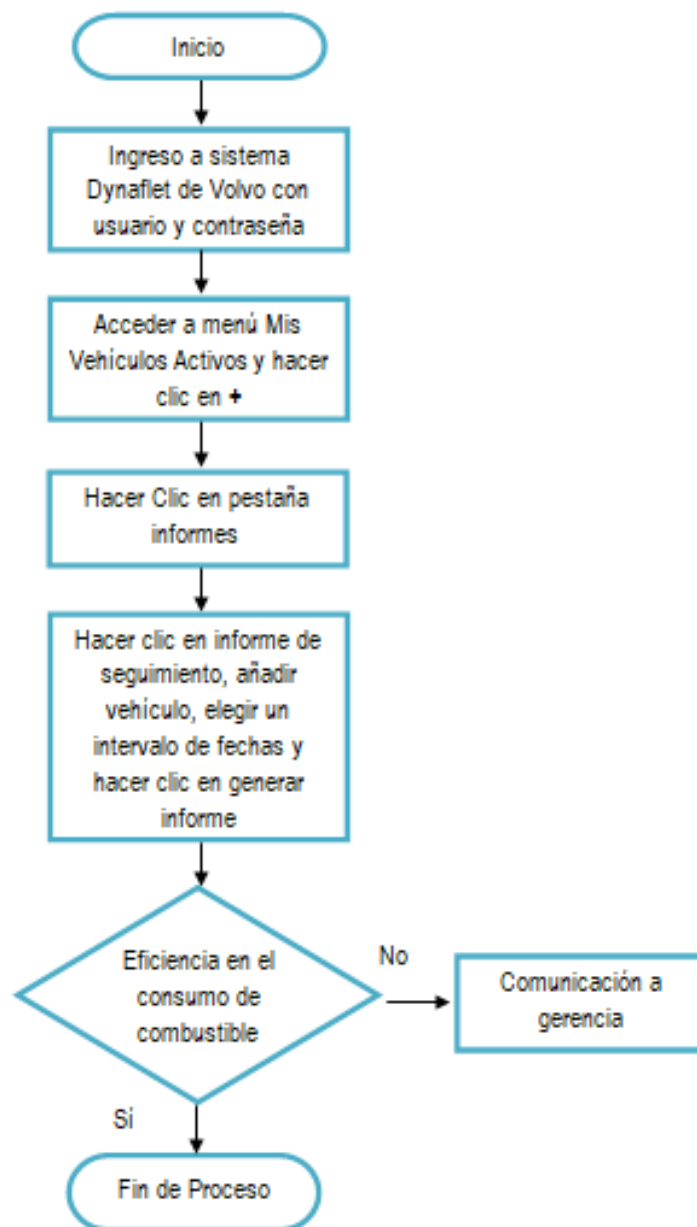 Inicio
Ingreso a sistema
Dynaflet de Volvo con
usuario y contraseña
Acceder a menú Mis
Vehículos Activos y hacer
clic en +
Hacer Clic en pestaña
informes
Hacer clic en informe de
seguimiento, añadir
vehículo, elegir un
intervalo de fechas y
hacer clic en generar
informe
Eficiencia en el
consumo de
combustible
No
Comunicación a
gerencia
Sí
Fin de Proceso